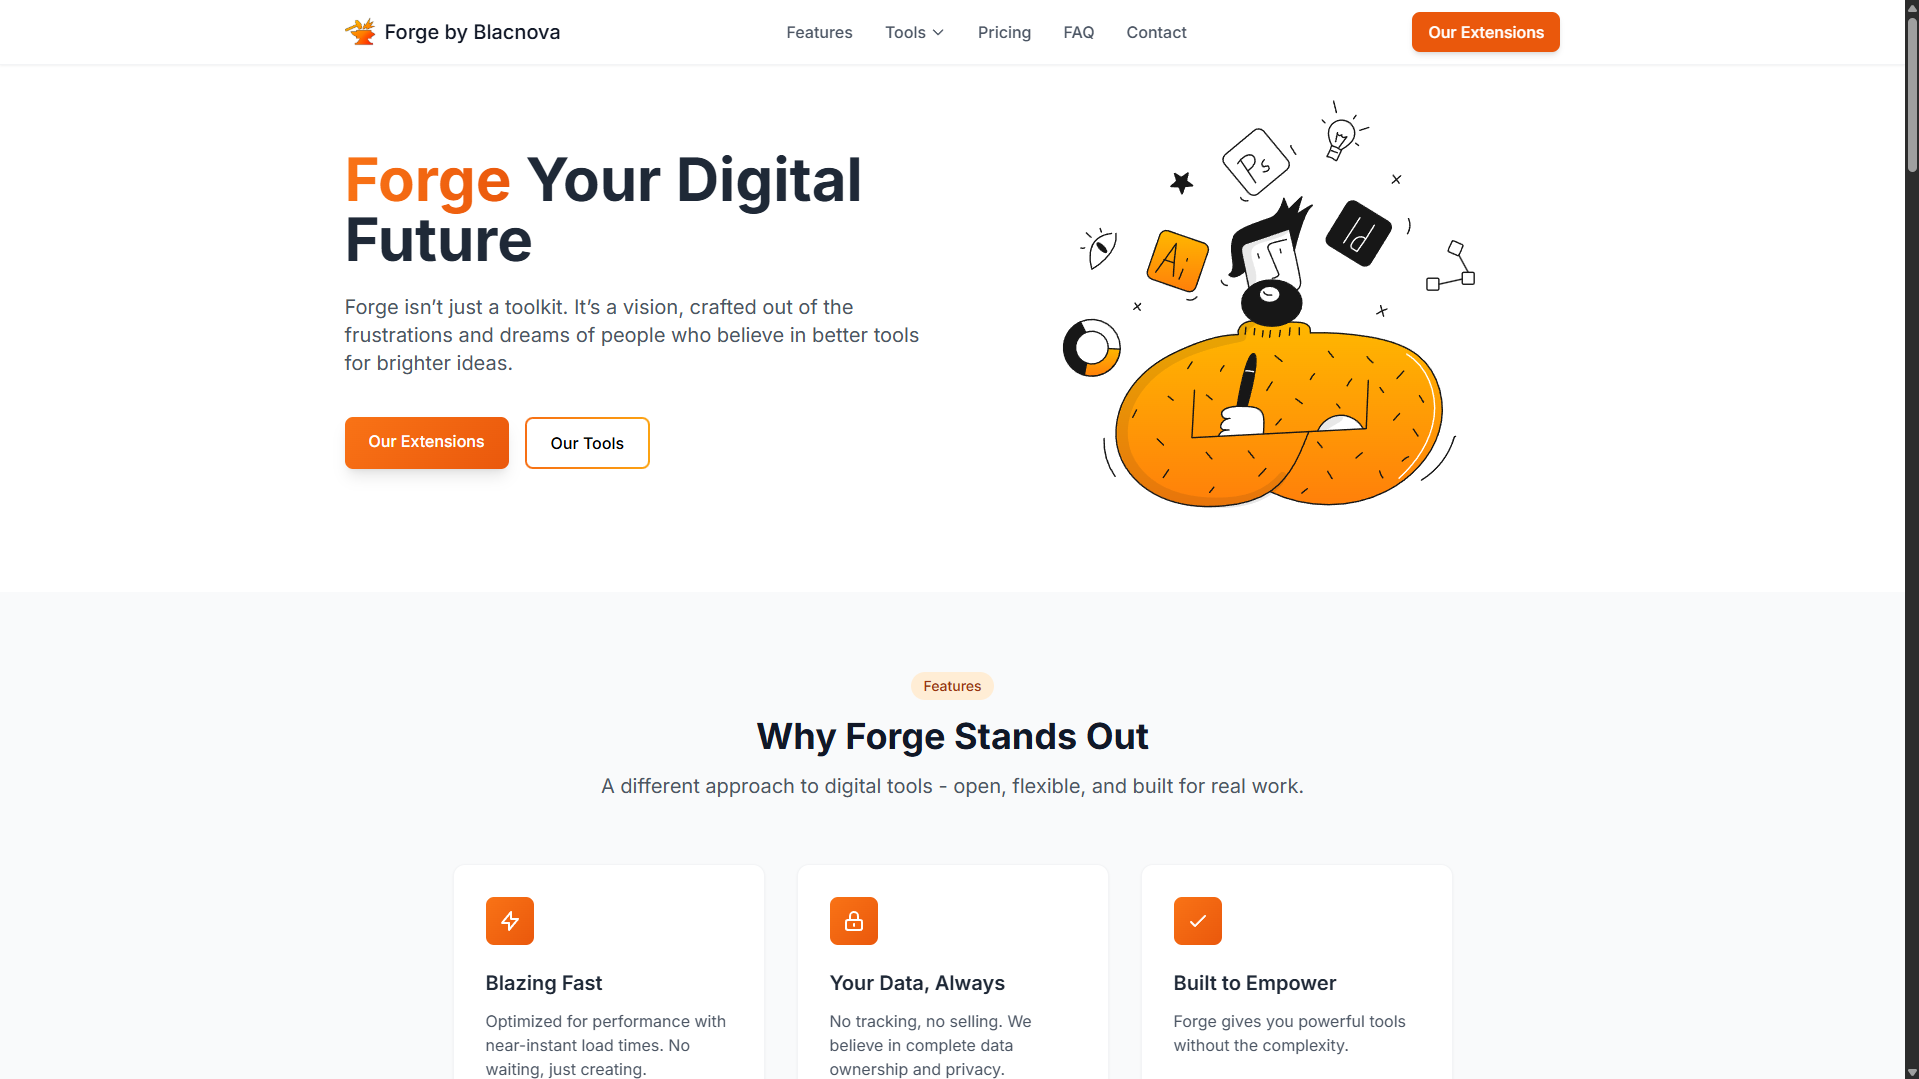 Forge by Blacnova
Features
Tools
Pricing
FAQ
Contact
Our Extensions
Forge Your Digital
Future
Forge isn’t just a toolkit. It’s a vision, crafted out of the
frustrations and dreams of people who believe in better tools
for brighter ideas.
Our Extensions
Our Tools
Ps
Ai
Id
Features
Why Forge Stands Out
A different approach to digital tools - open, flexible, and built for real work.
Blazing Fast
Optimized for performance with
near-instant load times. No
waiting, just creating.
Your Data, Always
No tracking, no selling. We
believe in complete data
ownership and privacy.
Built to Empower
Forge gives you powerful tools
without the complexity.